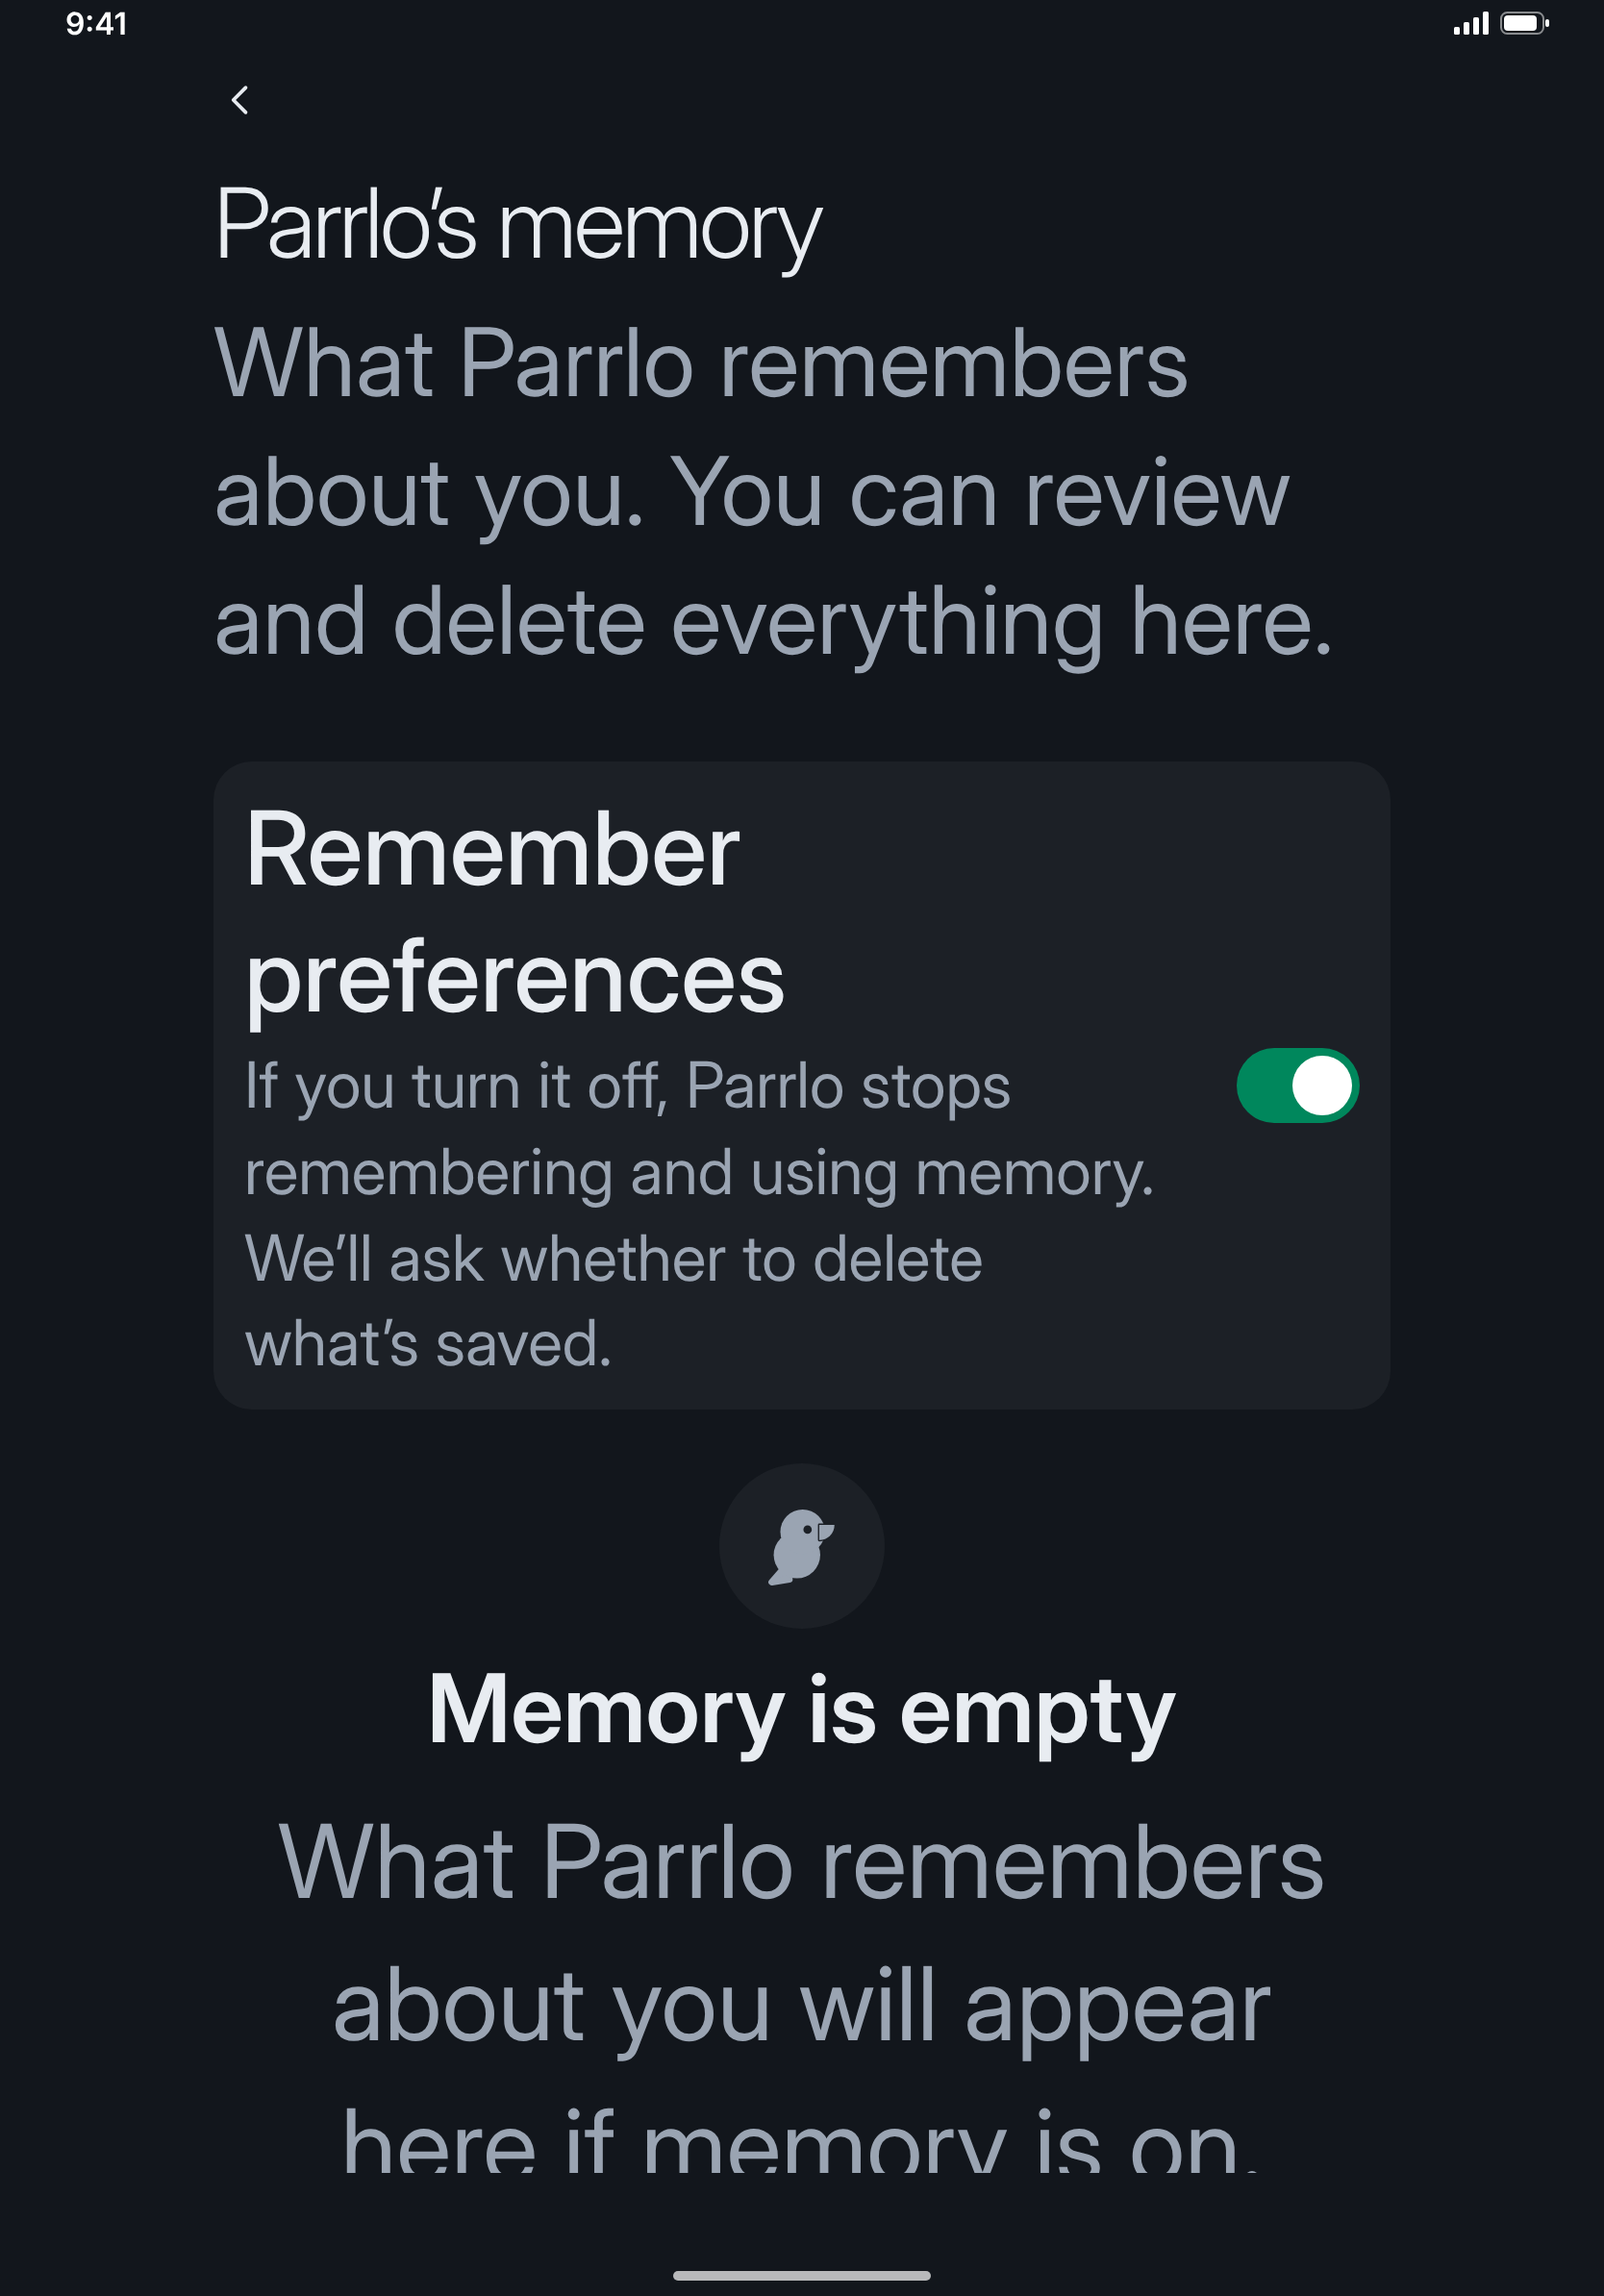 9:41
Parrlo’s memory
What Parrlo remembers
about you. You can review
and delete everything here.
Remember
preferences
If you turn it off, Parrlo stops
remembering and using memory.
We’ll ask whether to delete
what’s saved.
Memory is empty
What Parrlo remembers
about you will appear
here if memory is on.